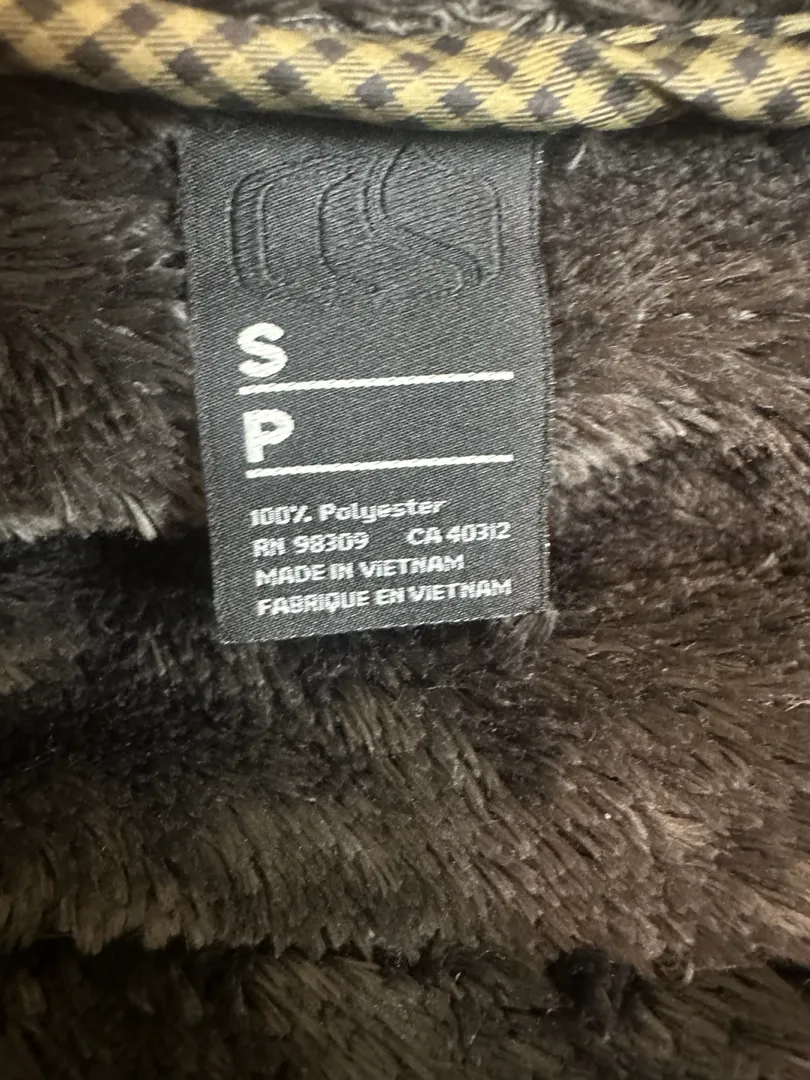 S
P
100% Polyester
RN 98309 CA 40312
MADE IN VIETNAM
FABRIQUE EN VIETNAM